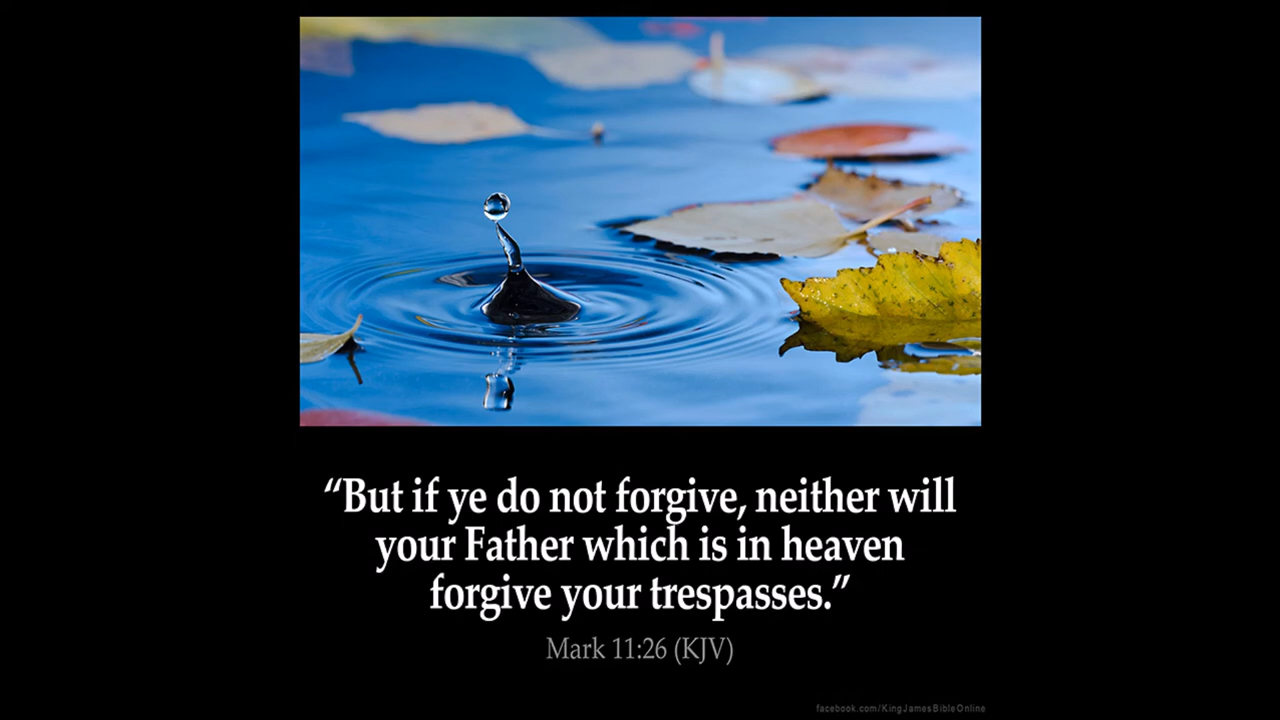 “But if ye do not forgive, neither will
your Father which is in heaven
forgive your trespasses.”
Mark 11:26 (KJV)
facebook.com/KingJamesBibleOnline